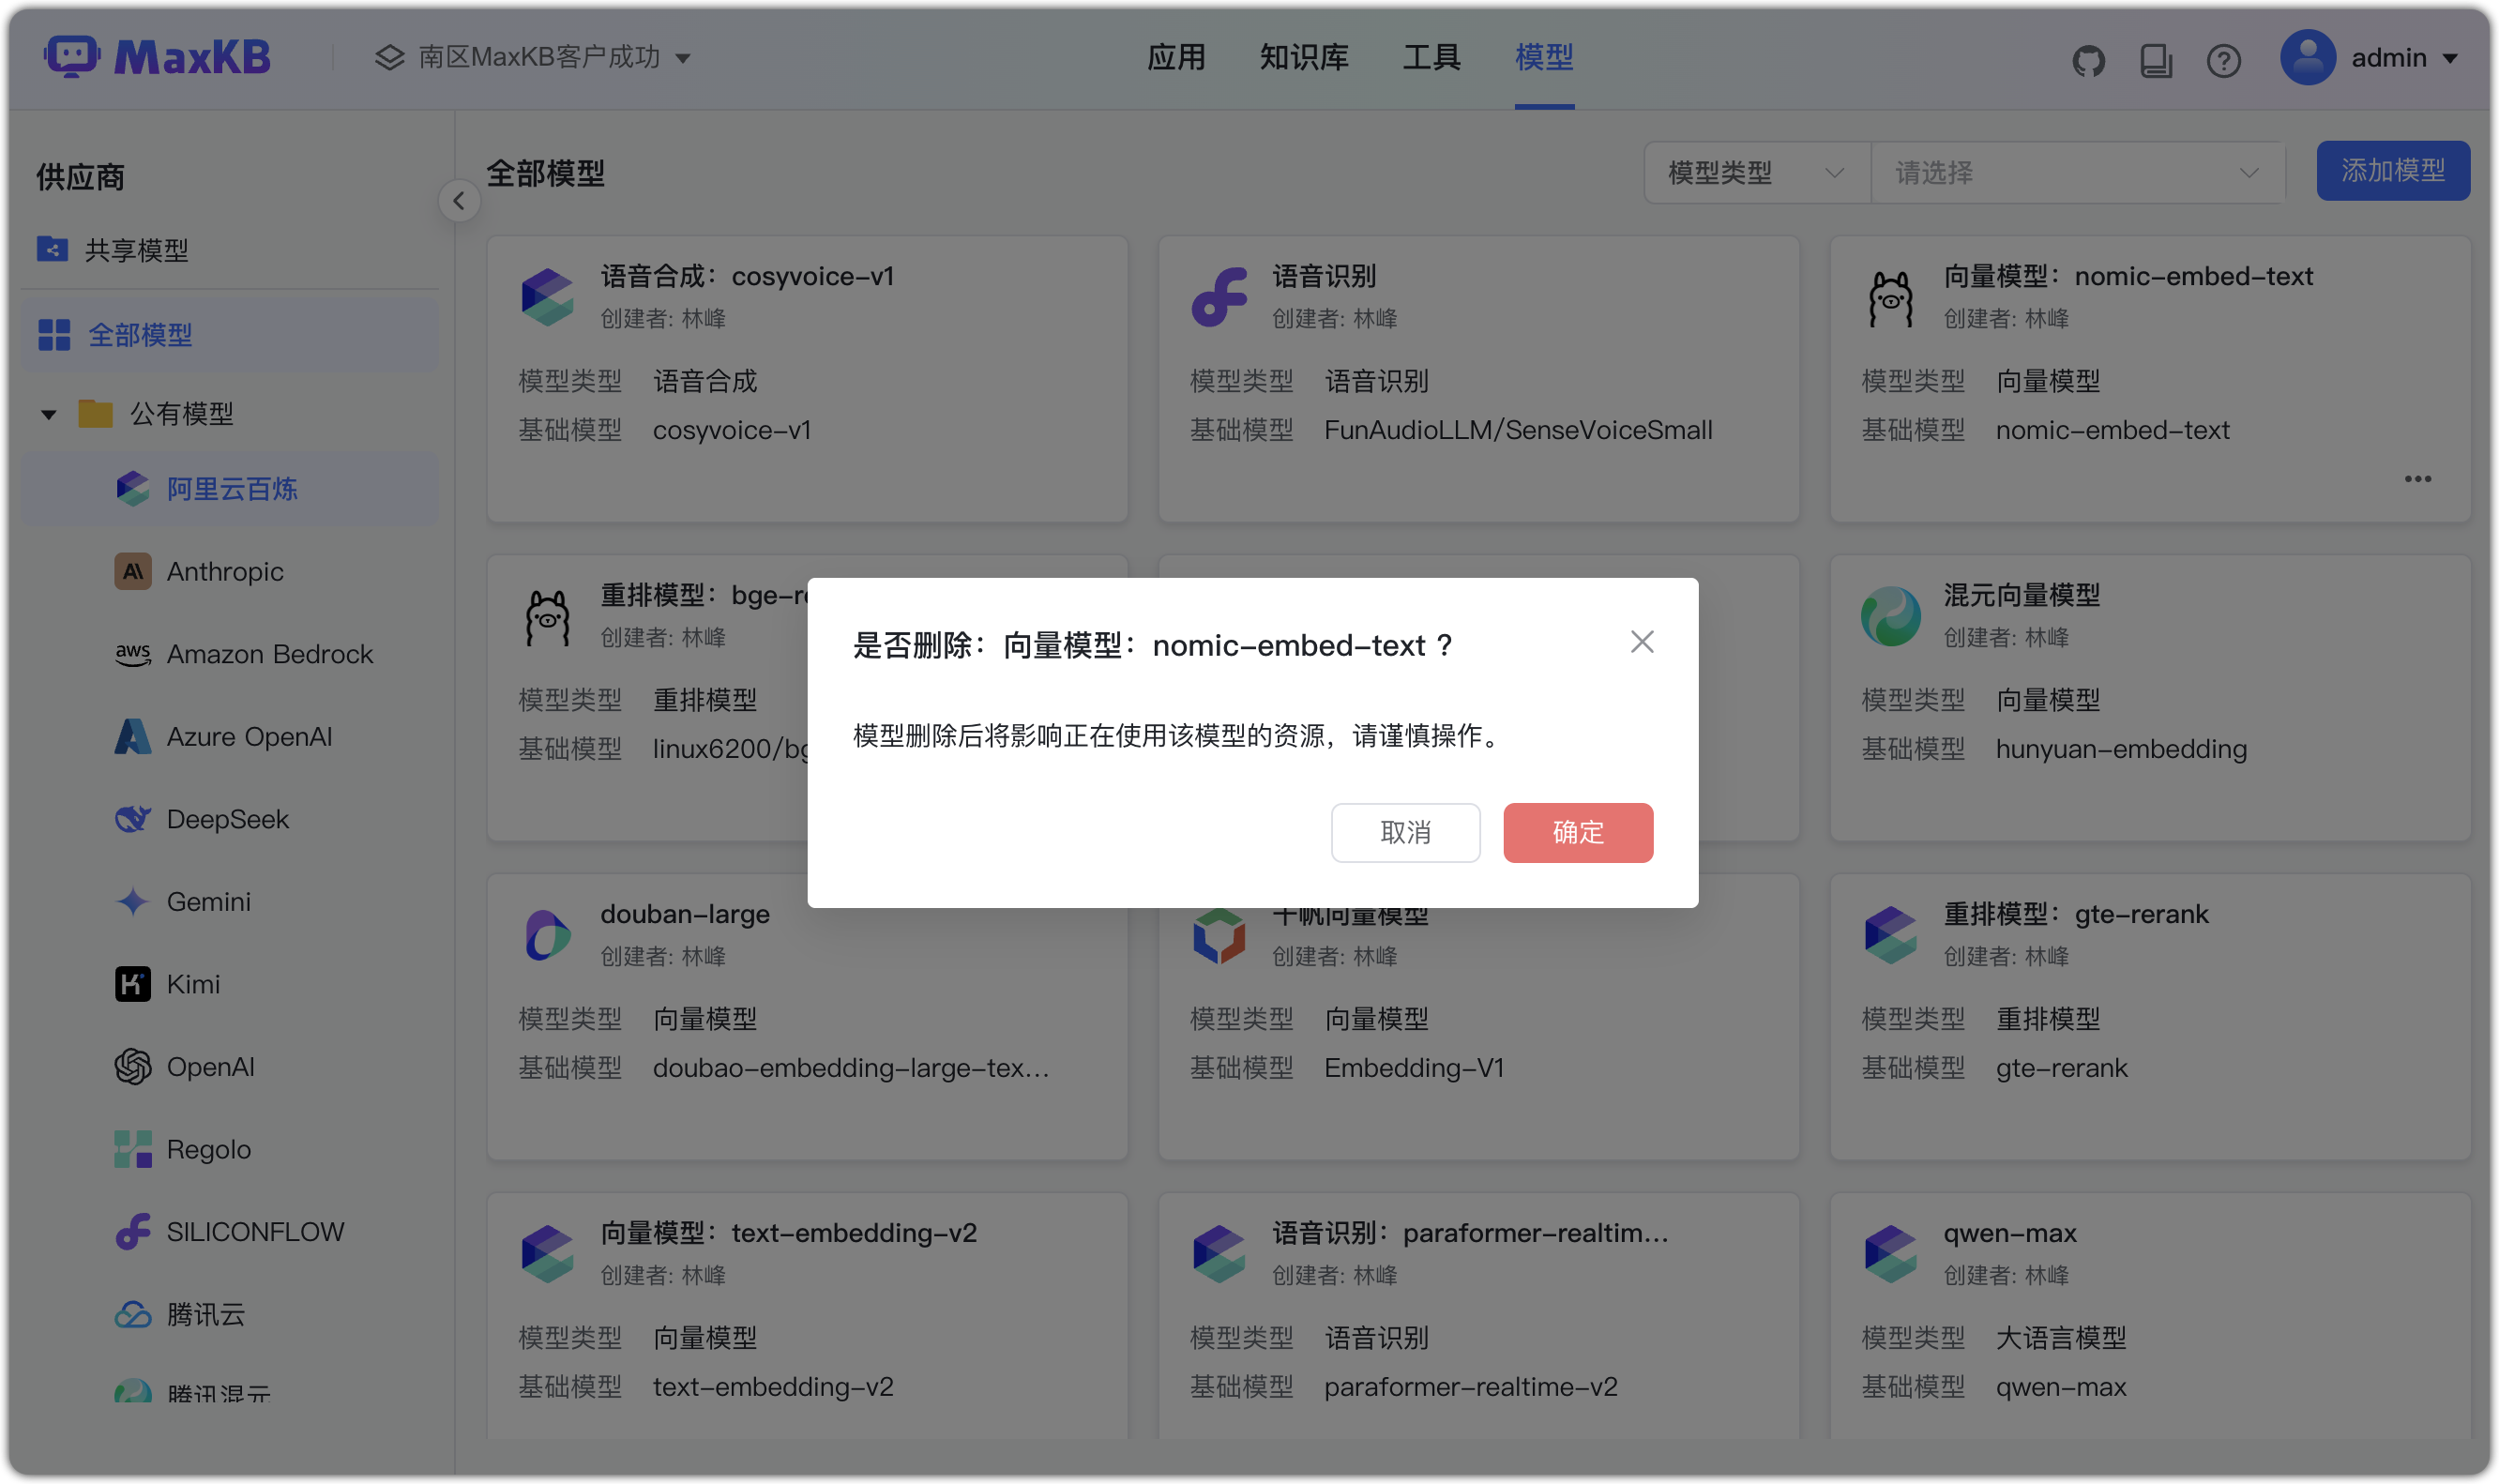 MaxKB
南区MaxKB客户成功
应用
知识库
工具
模型
admin
供应商
共享模型
全部模型
公有模型
阿里云百炼
Anthropic
aws
Amazon Bedrock
Azure OpenAI
DeepSeek
Gemini
Kimi
OpenAI
Regolo
SILICONFLOW
腾讯云
腾讯混元
全部模型
模型类型
请选择
添加模型
语音合成：cosyvoice-v1
创建者: 林峰
模型类型 语音合成
基础模型 cosyvoice-v1
语音识别
创建者: 林峰
模型类型 语音识别
基础模型 FunAudioLLM/SenseVoiceSmall
向量模型：nomic-embed-text
创建者: 林峰
模型类型 向量模型
基础模型 nomic-embed-text
重排模型：bge-r
创建者: 林峰
模型类型 重排模型
基础模型 linux6200/bg
是否删除：向量模型：nomic-embed-text ?
模型删除后将影响正在使用该模型的资源，请谨慎操作。
取消
确定
混元向量模型
创建者: 林峰
模型类型 向量模型
基础模型 hunyuan-embedding
douban-large
创建者: 林峰
模型类型 向量模型
基础模型 doubao-embedding-large-tex...
千帆向量模型
创建者: 林峰
模型类型 向量模型
基础模型 Embedding-V1
重排模型：gte-rerank
创建者: 林峰
模型类型 重排模型
基础模型 gte-rerank
向量模型：text-embedding-v2
创建者: 林峰
模型类型 向量模型
基础模型 text-embedding-v2
语音识别：paraformer-realtim...
创建者: 林峰
模型类型 语音识别
基础模型 paraformer-realtime-v2
qwen-max
创建者: 林峰
模型类型 大语言模型
基础模型 qwen-max